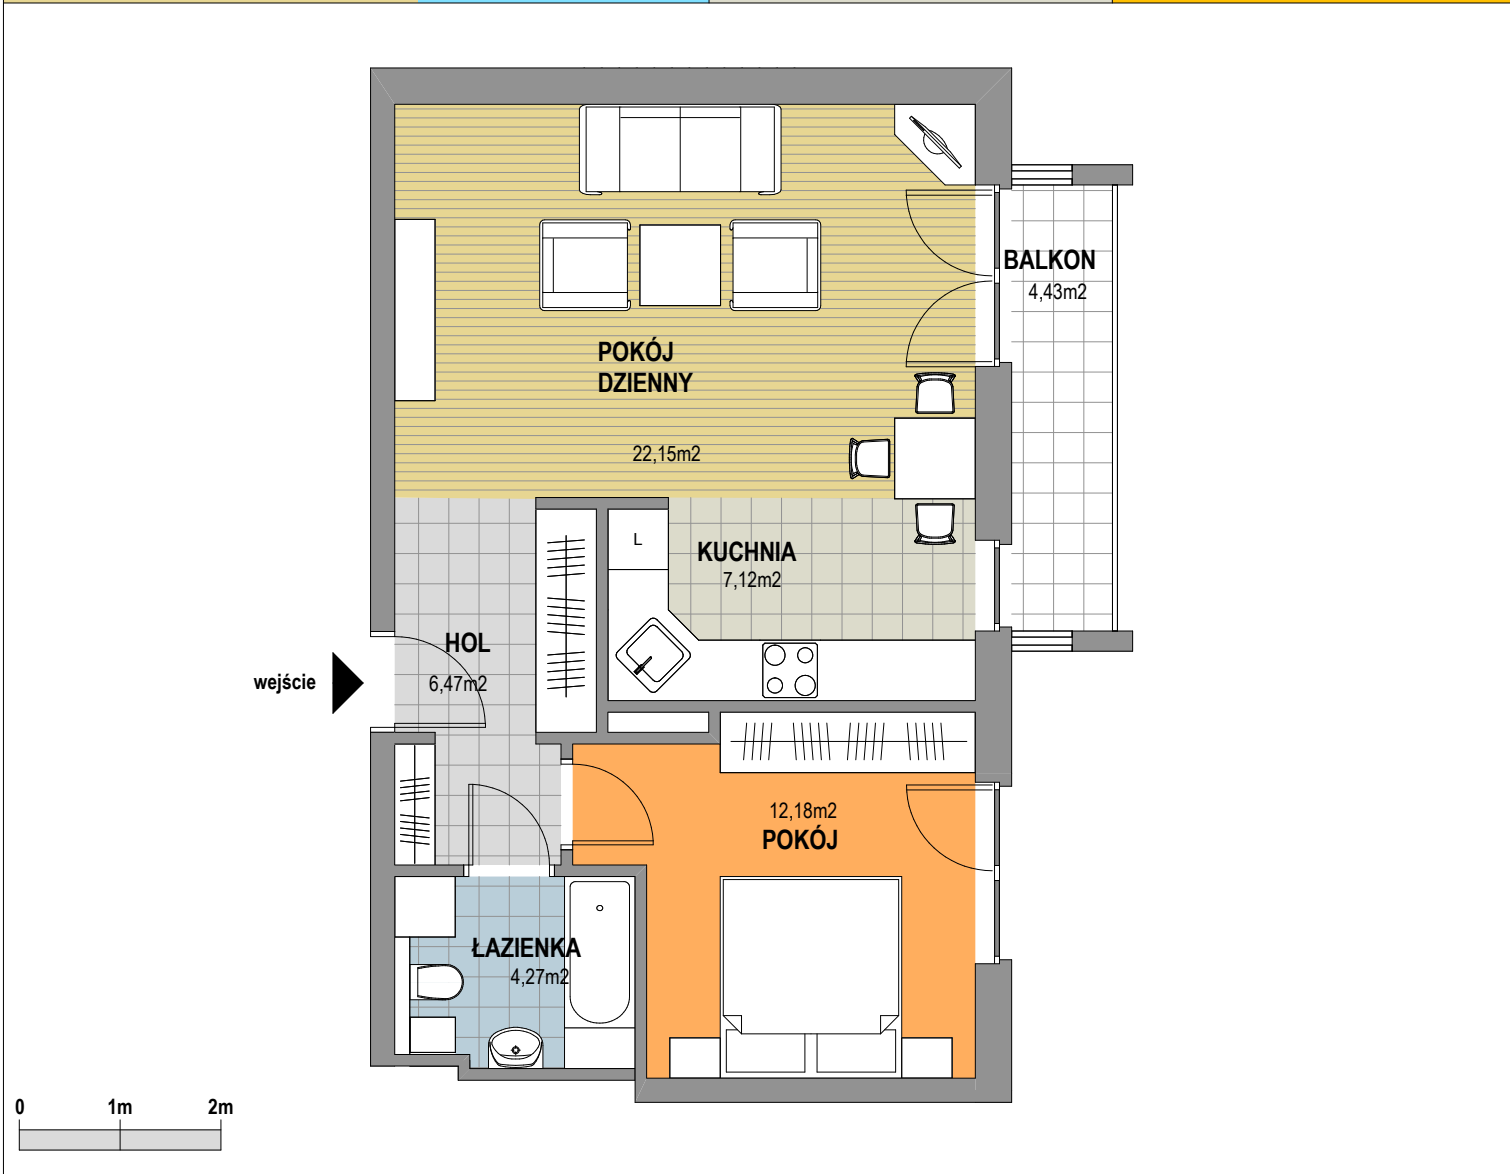 BALKON
4,43m2
POKÓJ
DZIENNY
22,15m2
L
KUCHNIA
7,12m2
HOL
6,47m2
wejście
12,18m2
POKÓJ
ŁAZIENKA
4,27m2
0 1m 2m